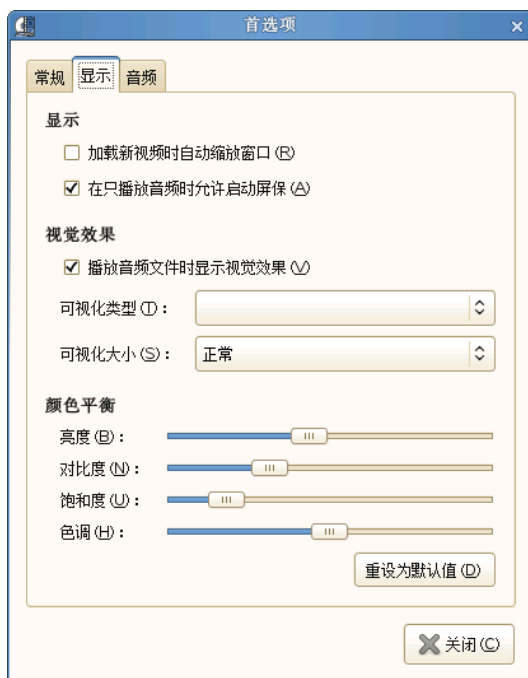 首选项
常规 显示 音频
显示
加载新视频时自动缩放窗口(R)
在只播放音频时允许启动屏保(A)
视觉效果
播放音频文件时显示视觉效果(V)
可视化类型(T)：
可视化大小(S)： 正常
颜色平衡
亮度(B)：
对比度(N)：
饱和度(U)：
色调(H)：
重设为默认值(D)
关闭(C)